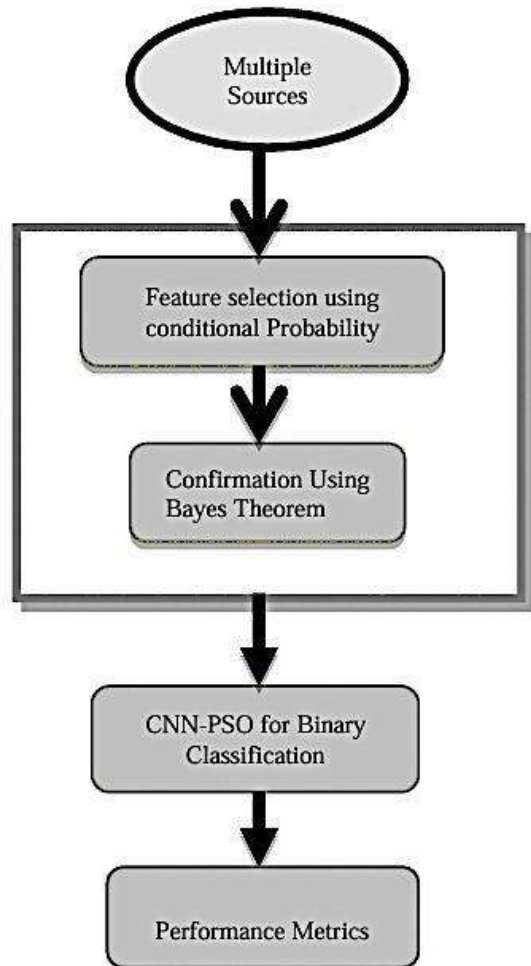 Multiple
Sources
Feature selection using
conditional Probability
Confirmation Using
Bayes Theorem
CNN-PSO for Binary
Classification
Performance Metrics